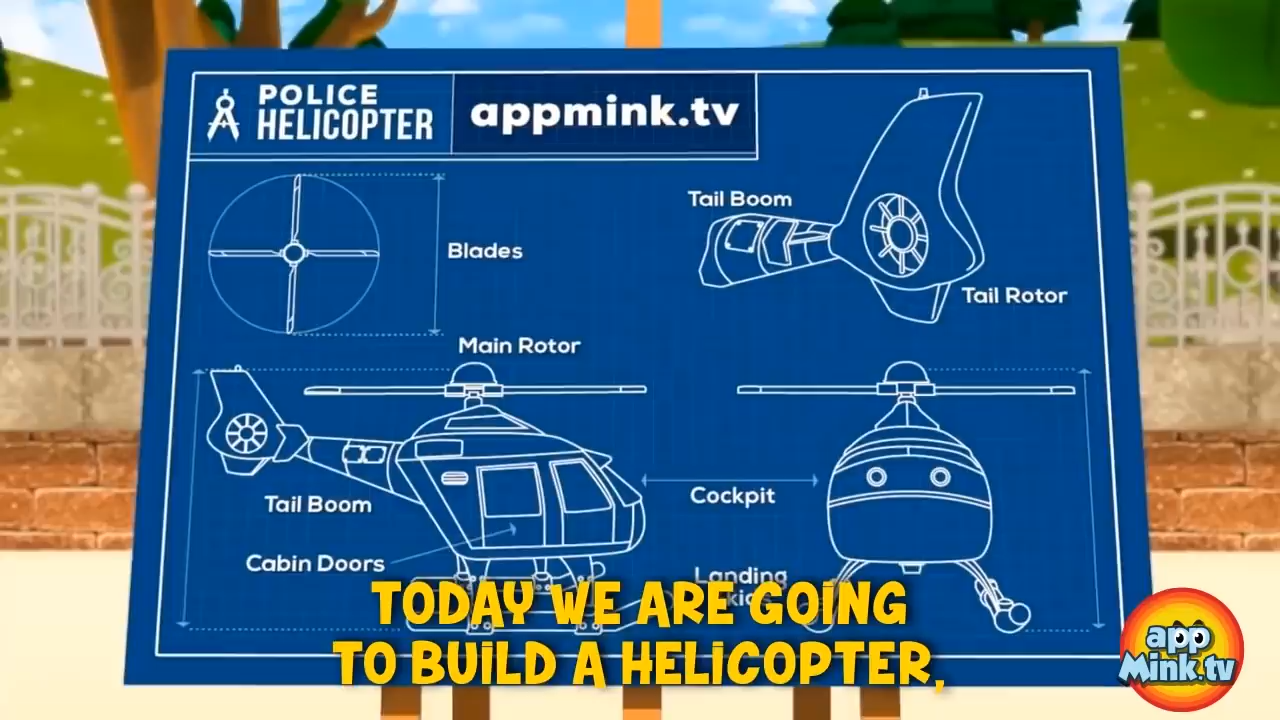 POLICE
HELICOPTER
appmink.tv
Tail Boom
Blades
Tail Rotor
Main Rotor
Cockpit
Tail Boom
Cabin Doors
Landing
TODAY WE ARE GOING
TO BUILD A HELICOPTER,
app
Mink.tv